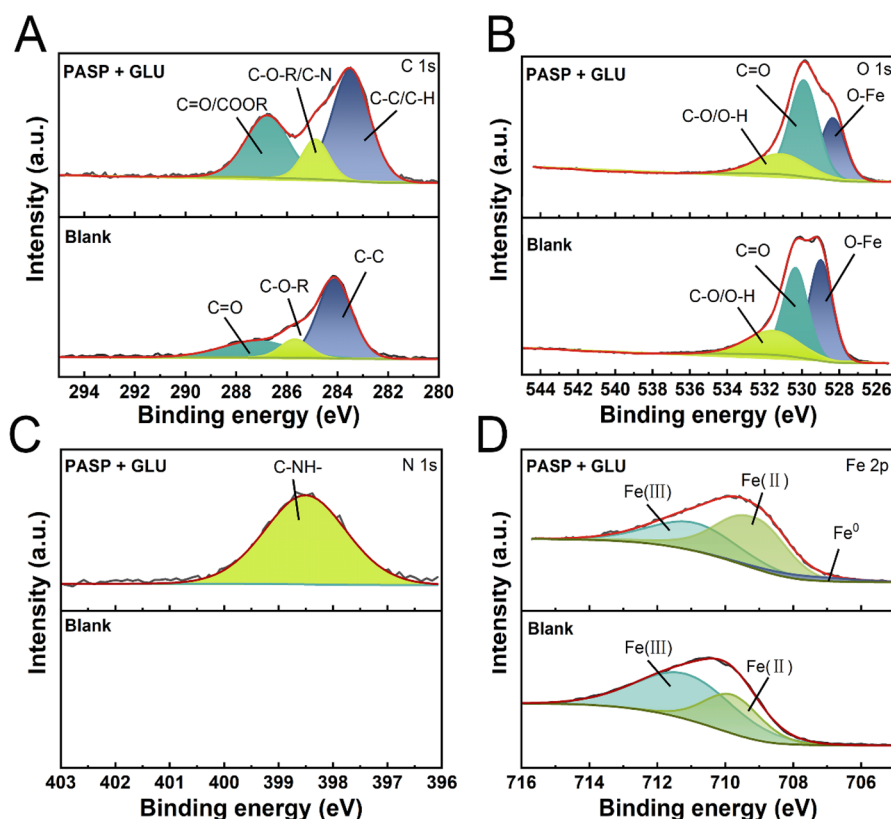 A
PASP + GLU
C 1s
C-O-R/C-N
C=O/COOR
C-C/C-H
Blank
C-C
C-O-R
C=O
Intensity (a.u.)
294 292 290 288 286 284 282 280
Binding energy (eV)
B
PASP + GLU
O 1s
C=O
O-Fe
C-O/O-H
Blank
C=O
O-Fe
C-O/O-H
Intensity (a.u.)
544 542 540 538 536 534 532 530 528 526
Binding energy (eV)
C
PASP + GLU
N 1s
C-NH-
Blank
Intensity (a.u.)
403 402 401 400 399 398 397 396
Binding energy (eV)
D
PASP + GLU
Fe 2p
Fe(III)
Fe(Ⅱ)
Fe⁰
Blank
Fe(III)
Fe(Ⅱ)
Intensity (a.u.)
716 714 712 710 708 706
Binding energy (eV)